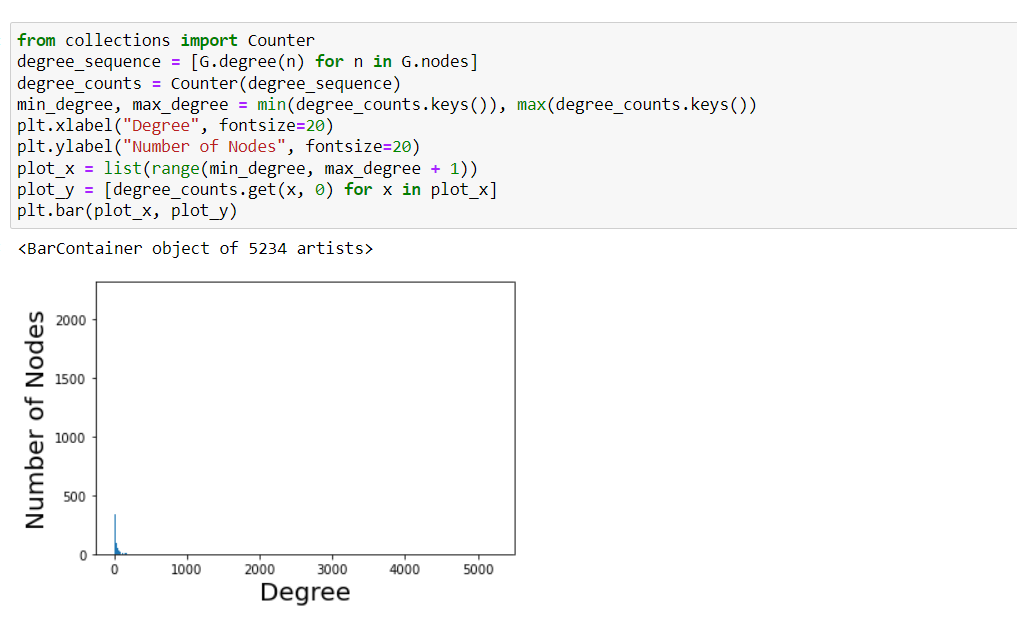 from collections import Counter
degree_sequence = [G.degree(n) for n in G.nodes]
degree_counts = Counter(degree_sequence)
min_degree, max_degree = min(degree_counts.keys()), max(degree_counts.keys())
plt.xlabel("Degree", fontsize=20)
plt.ylabel("Number of Nodes", fontsize=20)
plot_x = list(range(min_degree, max_degree + 1))
plot_y = [degree_counts.get(x, 0) for x in plot_x]
plt.bar(plot_x, plot_y)
<BarContainer object of 5234 artists>
Number of Nodes
2000
1500
1000
500
0
0 1000 2000 3000 4000 5000
Degree